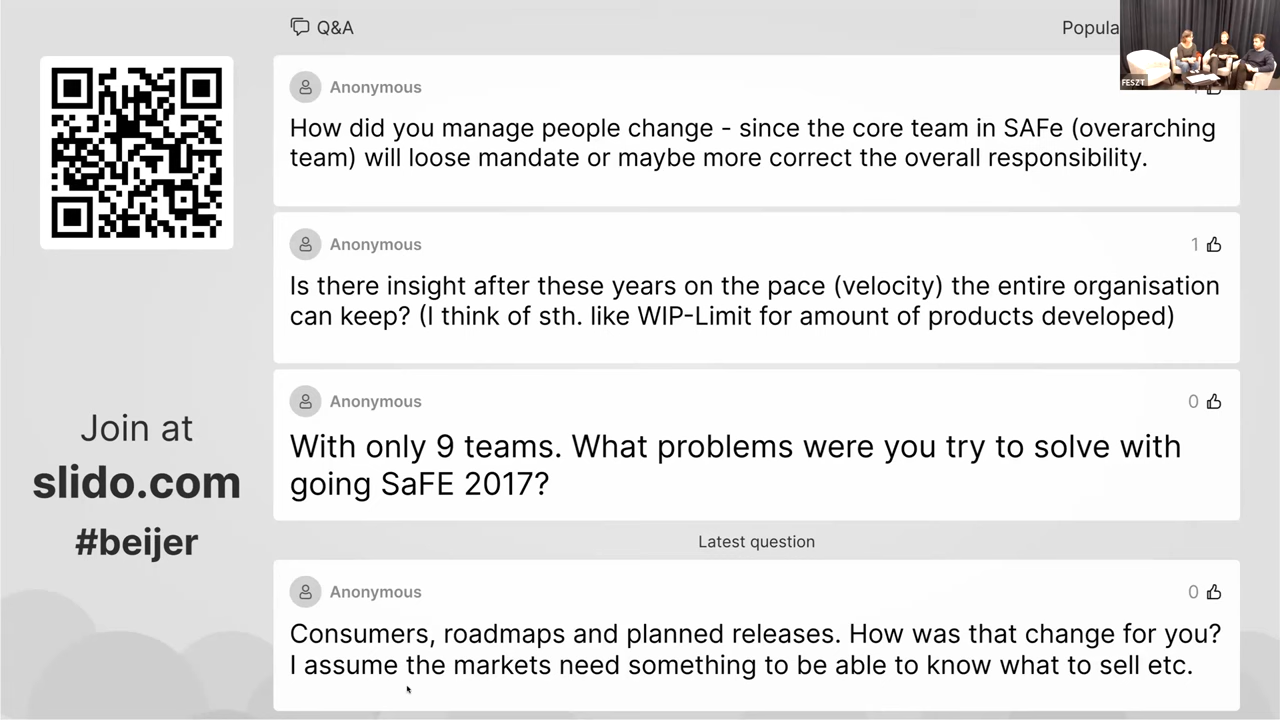 Q&A
Popula
FESZT
Anonymous
How did you manage people change - since the core team in SAFe (overarching
team) will loose mandate or maybe more correct the overall responsibility.
Anonymous
1
Is there insight after these years on the pace (velocity) the entire organisation
can keep? (I think of sth. like WIP-Limit for amount of products developed)
Anonymous
0
With only 9 teams. What problems were you try to solve with
going SaFE 2017?
Join at
slido.com
#beijer
Latest question
Anonymous
0
Consumers, roadmaps and planned releases. How was that change for you?
I assume the markets need something to be able to know what to sell etc.